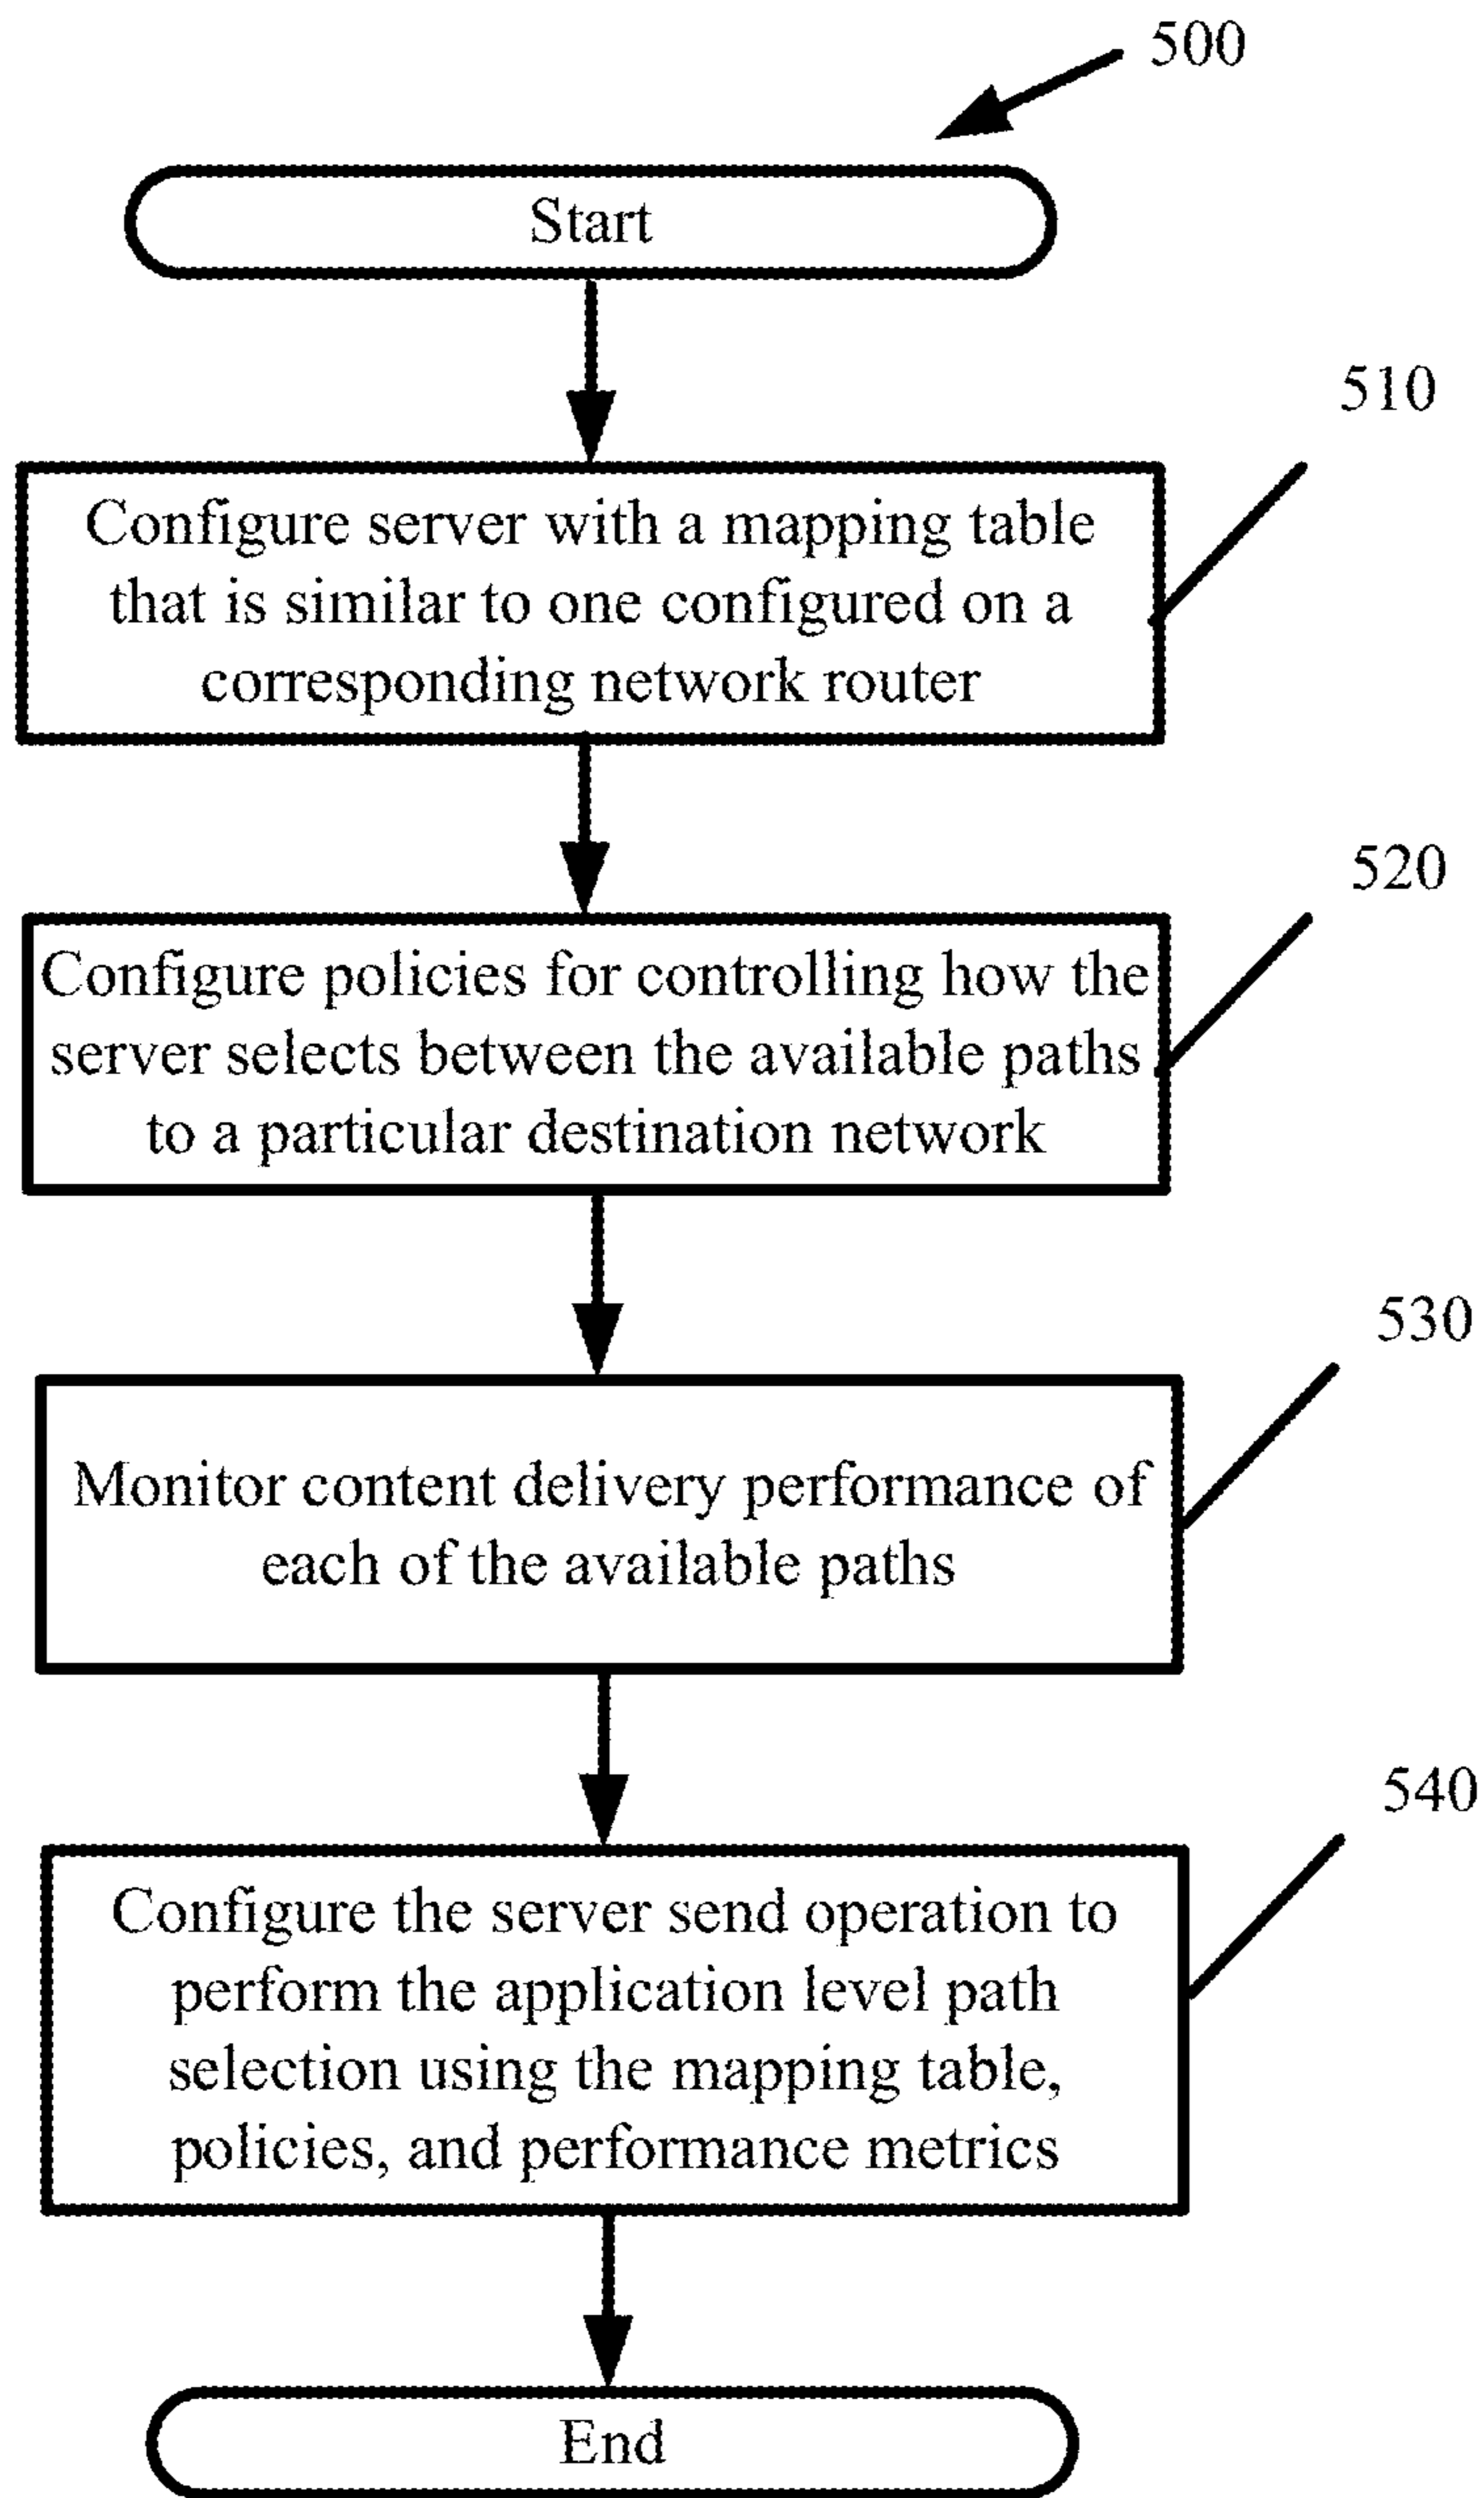 500
Start
510
Configure server with a mapping table
that is similar to one configured on a
corresponding network router
520
Configure policies for controlling how the
server selects between the available paths
to a particular destination network
530
Monitor content delivery performance of
each of the available paths
540
Configure the server send operation to
perform the application level path
selection using the mapping table,
policies, and performance metrics
End